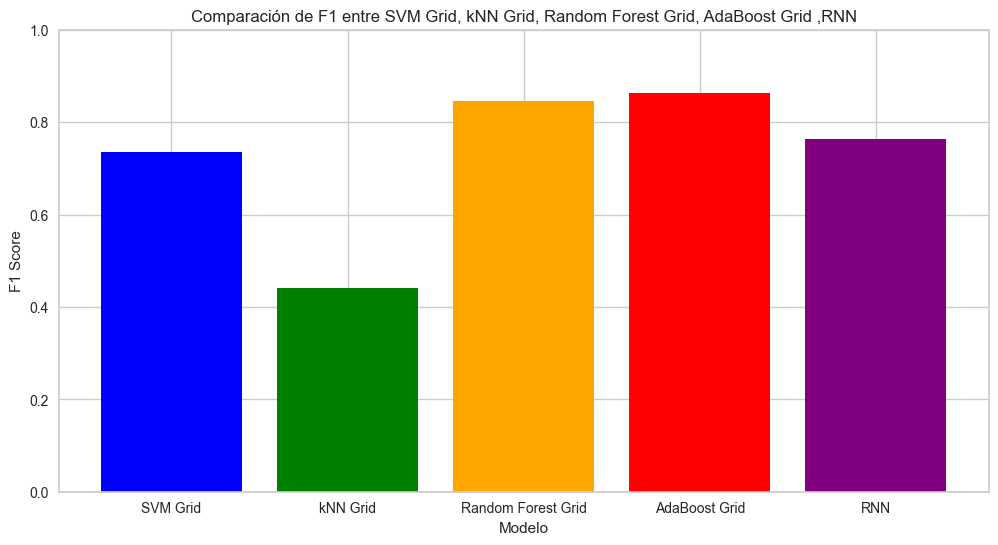 Comparación de F1 entre SVM Grid, kNN Grid, Random Forest Grid, AdaBoost Grid ,RNN
F1 Score
1.0
0.8
0.6
0.4
0.2
0.0
SVM Grid
kNN Grid
Random Forest Grid
AdaBoost Grid
RNN
Modelo